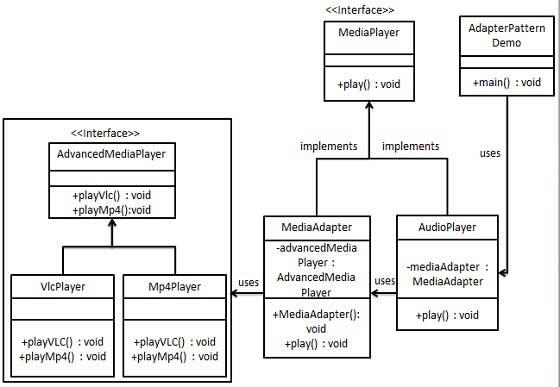 <<Interface>>
MediaPlayer
+play() : void
AdapterPattern
Demo
+main() : void
<<Interface>>
AdvancedMediaPlayer
+playVlc() : void
+playMp4():void
implements
implements
uses
MediaAdapter
-advancedMedia
Player :
AdvancedMedia
Player
+MediaAdapter():
void
+play() : void
AudioPlayer
-mediaAdapter :
MediaAdapter
+play() : void
VlcPlayer
+playVLC() : void
+playMp4() : void
Mp4Player
+playVLC() : void
+playMp4() : void
uses
uses